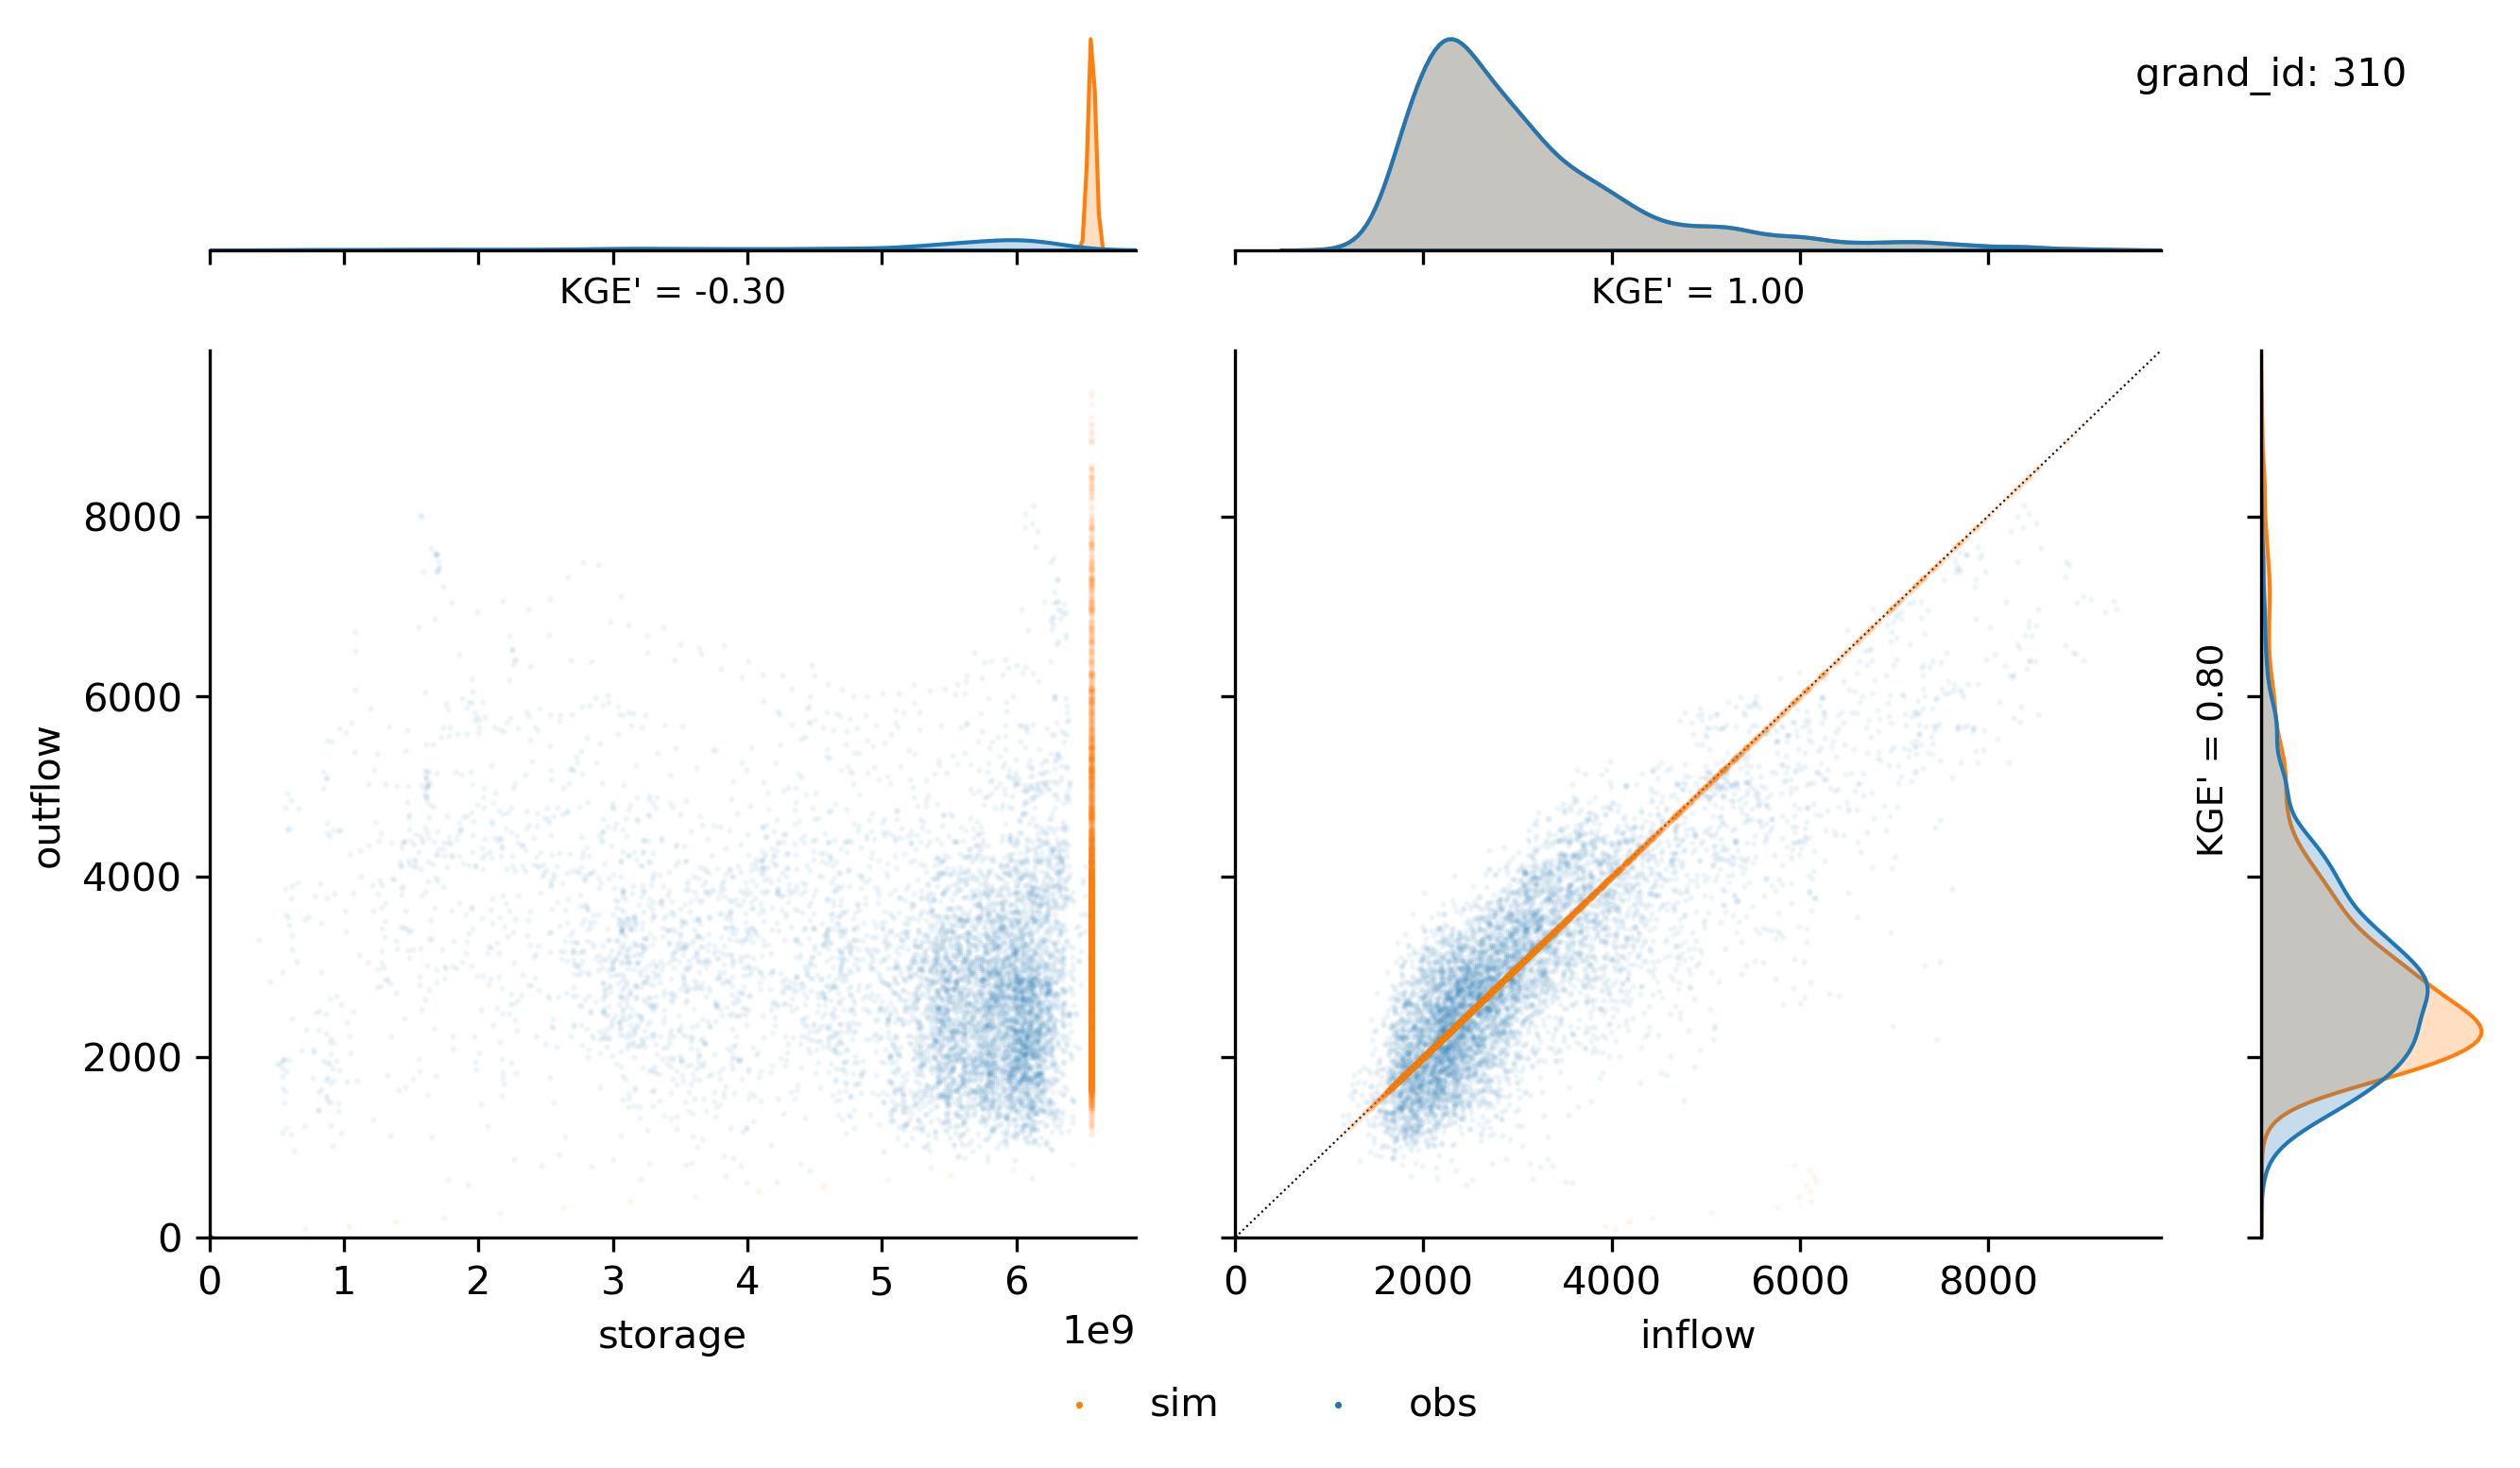 grand_id: 310
KGE' = -0.30
KGE' = 1.00
KGE' = 0.80
outflow
8000
6000
4000
2000
0
0 1 2 3 4 5 6
1e9
storage
0 2000 4000 6000 8000
inflow
sim obs